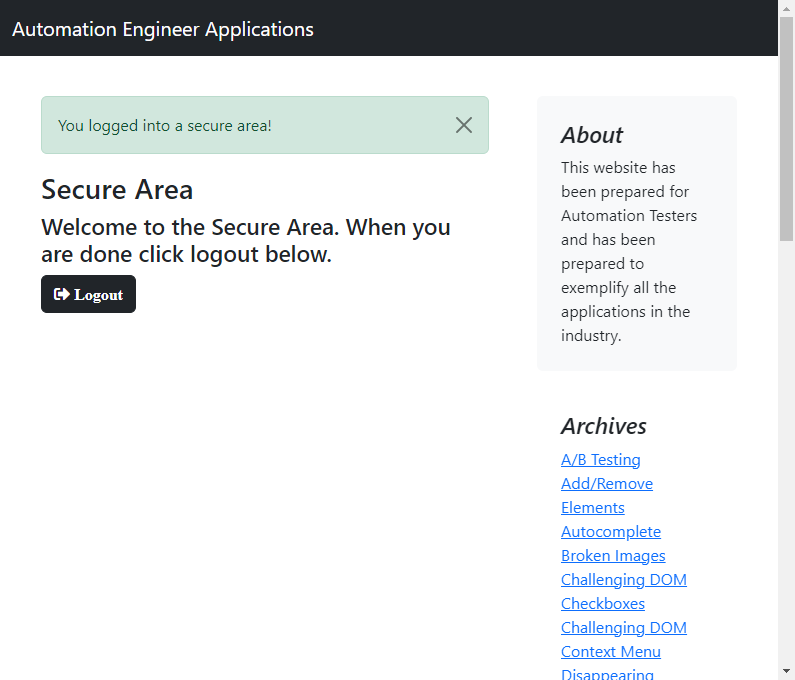 Automation Engineer Applications
You logged into a secure area!
Secure Area
Welcome to the Secure Area. When you
are done click logout below.
Logout
About
This website has
been prepared for
Automation Testers
and has been
prepared to
exemplify all the
applications in the
industry.
Archives
A/B Testing
Add/Remove
Elements
Autocomplete
Broken Images
Challenging DOM
Checkboxes
Challenging DOM
Context Menu
Disappearing